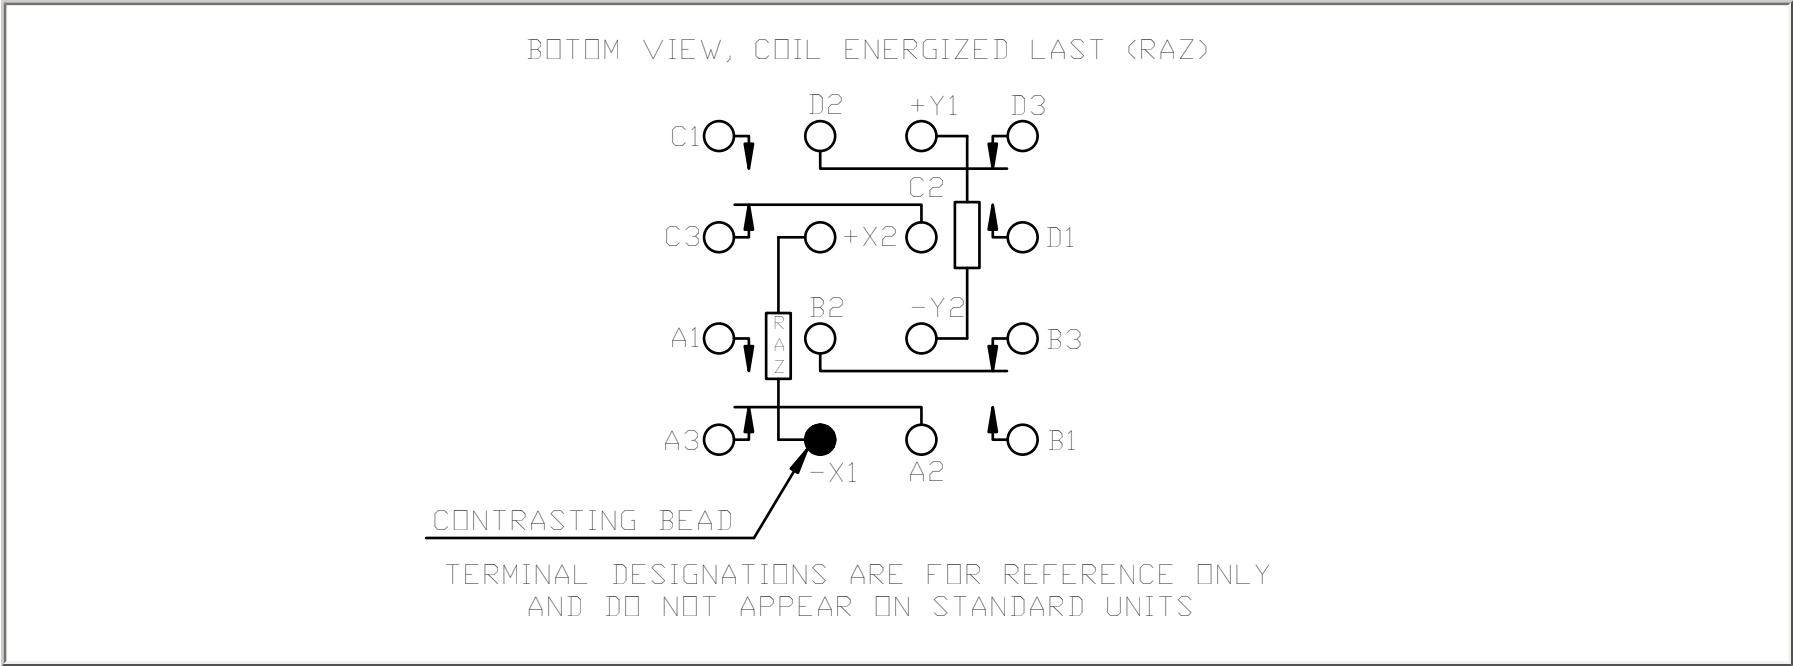 BOTOM VIEW, COIL ENERGIZED LAST (RAZ)
D2
+Y1
D3
C1
C2
C3
+X2
D1
B2
-Y2
A1
RAZ
B3
A3
-X1
A2
B1
CONTRASTING BEAD
TERMINAL DESIGNATIONS ARE FOR REFERENCE ONLY
AND DO NOT APPEAR ON STANDARD UNITS